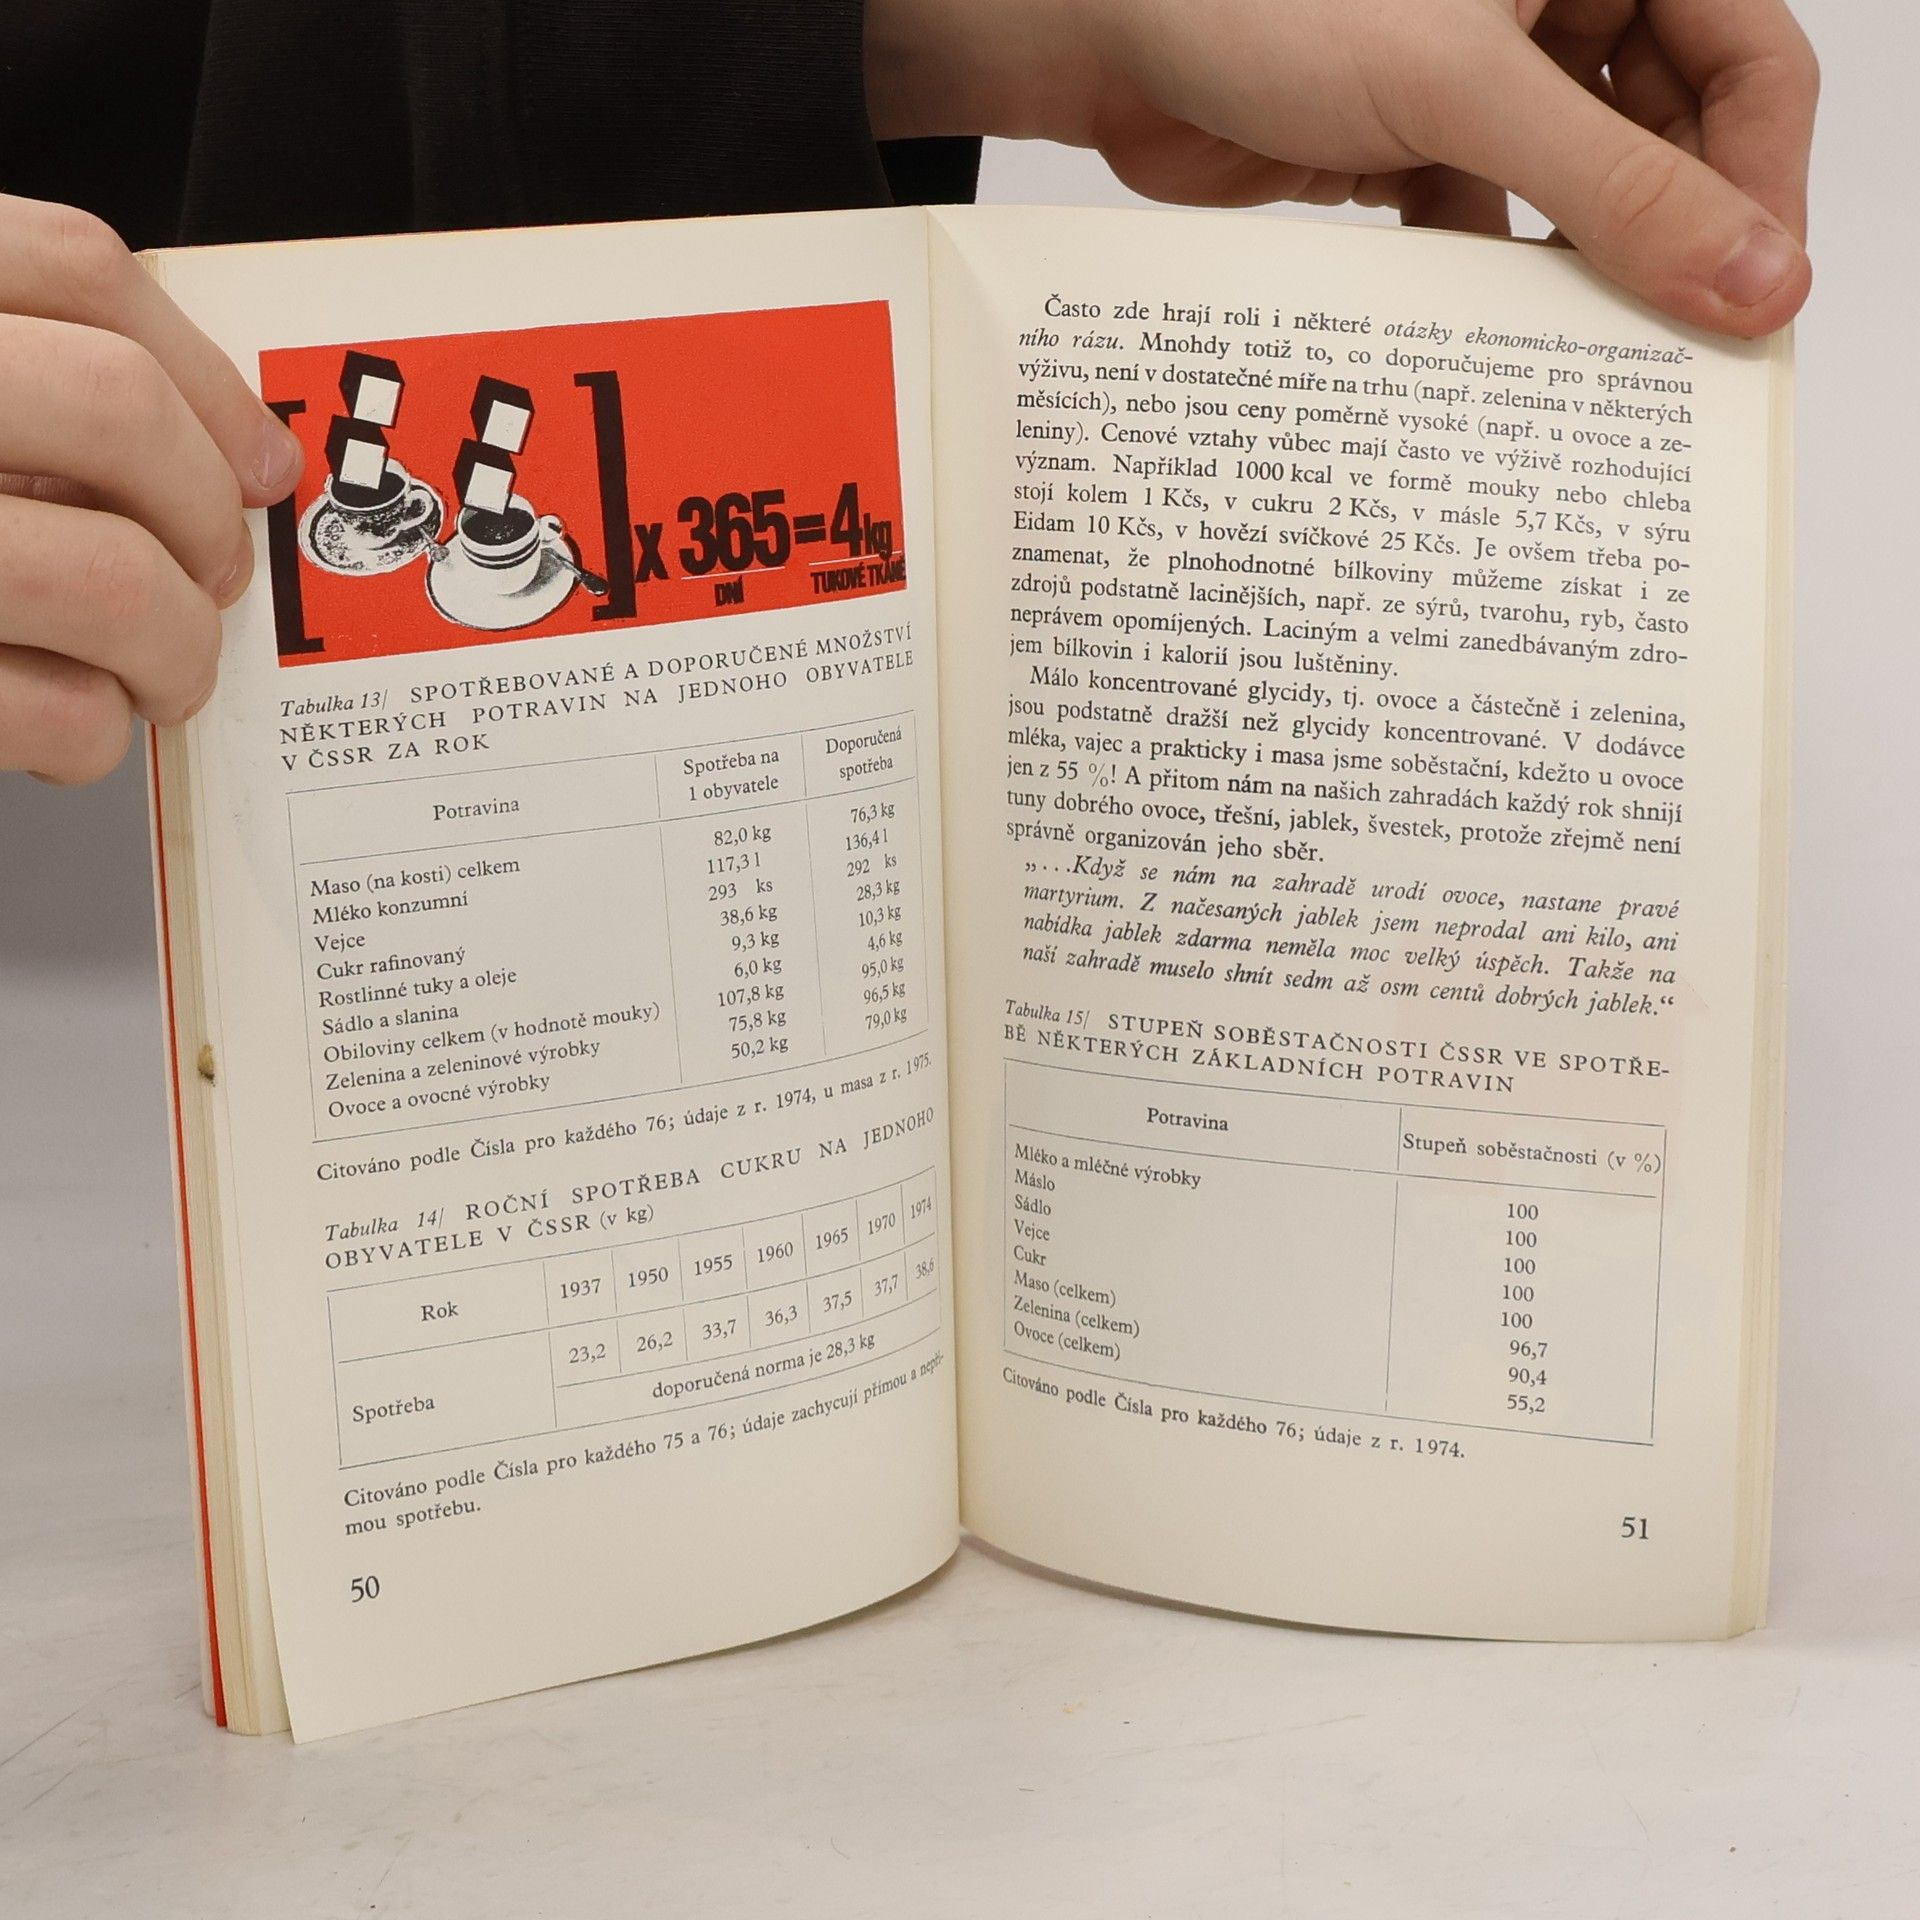 x 365 = 4 kg
DNÍ
TUKOVÉ TKÁNĚ
Tabulka 13/ SPOTŘEBOVANÉ A DOPORUČENÉ MNOŽSTVÍ
NĚKTERÝCH POTRAVIN NA JEDNOHO OBYVATELE
V ČSSR ZA ROK
Potravina Spotřeba na 1 obyvatele Doporučená spotřeba
Maso (na kosti) celkem 82,0 kg 76,3 kg
Mléko konzumní 117,3 l 136,4 l
Vejce 293 ks 292 ks
Cukr rafinovaný 38,6 kg 28,3 kg
Rostlinné tuky a oleje 9,3 kg 10,3 kg
Sádlo a slanina 6,0 kg 4,6 kg
Obiloviny celkem (v hodnotě mouky) 107,8 kg 95,0 kg
Zelenina a zeleninové výrobky 75,8 kg 96,5 kg
Ovoce a ovocné výrobky 50,2 kg 79,0 kg
Citováno podle Čísla pro každého 76; údaje z r. 1974, u masa z r. 1975.
Tabulka 14/ ROČNÍ SPOTŘEBA CUKRU NA JEDNOHO
OBYVATELE V ČSSR (v kg)
Rok 1937 1950 1955 1960 1965 1970 1974
Spotřeba 23,2 26,2 33,7 36,3 37,5 37,7 38,6
doporučená norma je 28,3 kg
Citováno podle Čísla pro každého 75 a 76; údaje zachycují přímou a nepří-
mou spotřebu.
50
Často zde hrají roli i některé otázky ekonomicko-organizač-
ního rázu. Mnohdy totiž to, co doporučujeme pro správnou
výživu, není v dostatečné míře na trhu (např. zelenina v některých
měsících), nebo jsou ceny poměrně vysoké (např. u ovoce a ze-
leniny). Cenové vztahy vůbec mají často ve výživě rozhodující
význam. Například 1000 kcal ve formě mouky nebo chleba
stojí kolem 1 Kčs, v cukru 2 Kčs, v másle 5,7 Kčs, v sýru
Eidam 10 Kčs, v hovězí svíčkové 25 Kčs. Je ovšem třeba po-
znamenat, že plnohodnotné bílkoviny můžeme získat i ze
zdrojů podstatně lacinějších, např. ze sýrů, tvarohu, ryb, často
neprávem opomíjených. Laciným a velmi zanedbávaným zdro-
jem bílkovin i kalorií jsou luštěniny.
Málo koncentrované glycidy, tj. ovoce a částečně i zelenina,
jsou podstatně dražší než glycidy koncentrované. V dodávce
mléka, vajec a prakticky i masa jsme soběstační, kdežto u ovoce
jen z 55 %! A přitom nám na našich zahradách každý rok shnijí
tuny dobrého ovoce, třešní, jablek, švestek, protože zřejmě není
správně organizován jeho sběr.
„...Když se nám na zahradě urodí ovoce, nastane pravé
martyrium. Z načesaných jablek jsem neprodal ani kilo, ani
nabídka jablek zdarma neměla moc velký úspěch. Takže na
naší zahradě muselo shnít sedm až osm centů dobrých jablek.“
Tabulka 15/ STUPEŇ SOBĚSTAČNOSTI ČSSR VE SPOTŘE-
BĚ NĚKTERÝCH ZÁKLADNÍCH POTRAVIN
Potravina Stupeň soběstačnosti (v %)
Mléko a mléčné výrobky 100
Máslo 100
Sádlo 100
Vejce 100
Cukr 100
Maso (celkem) 96,7
Zelenina (celkem) 90,4
Ovoce (celkem) 55,2
Citováno podle Čísla pro každého 76; údaje z r. 1974.
51